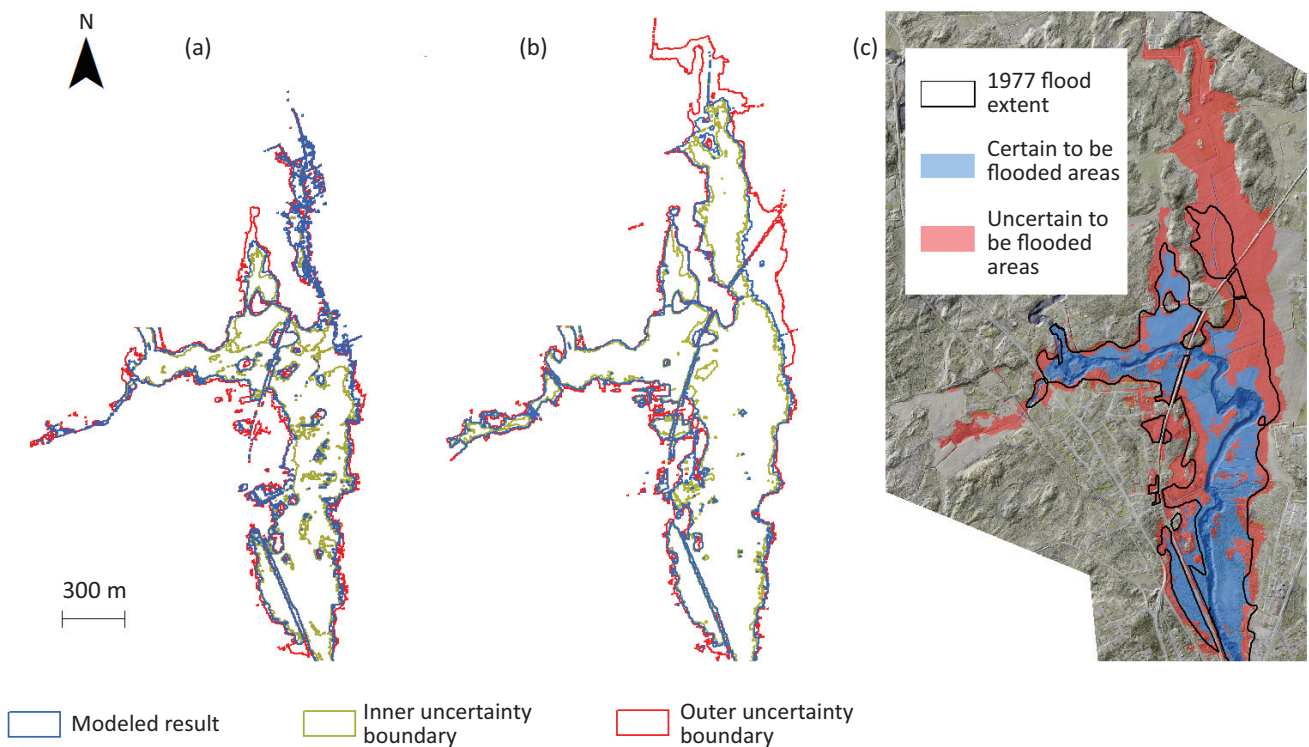 N
(a)
(b)
(c)
1977 flood
extent
Certain to be
flooded areas
Uncertain to
be flooded
areas
300 m
Modeled result
Inner uncertainty
boundary
Outer uncertainty
boundary